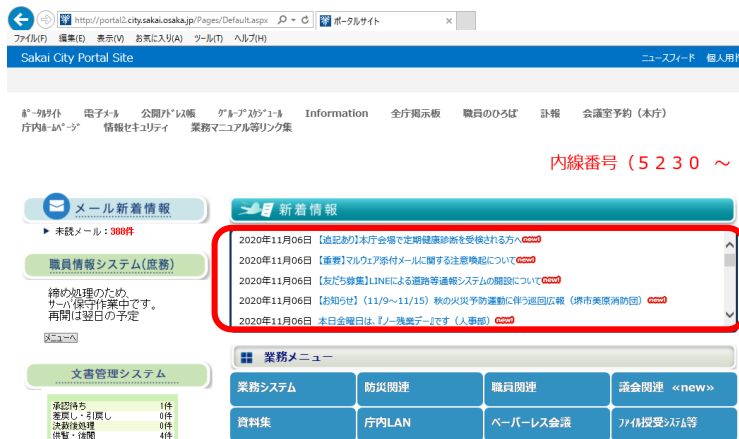 http://portal2.city.sakai.osaka.jp/Pages/Default.aspx
ポータルサイト
ファイル(F) 編集(E) 表示(V) お気に入り(A) ツール(T) ヘルプ(H)
Sakai City Portal Site
ニュースフィード 個人用
ﾎﾟｰﾀﾙｻｲﾄ 電子ﾒｰﾙ 公開ｱﾄﾞﾚｽ帳 ｸﾞﾙｰﾌﾟｽｹｼﾞｭｰﾙ Information 全庁掲示板 職員のひろば 訃報 会議室予約（本庁）
庁内ﾎｰﾑﾍﾟｰｼﾞ 情報セキュリティ 業務マニュアル等リンク集
内線番号（５２３０ ～
メール新着情報
未読メール：388件
職員情報システム(庶務)
締め処理のため、
サーバ保守作業中です。
再開は翌日の予定
メニューへ
文書管理システム
承認待ち 1件
差戻し・引戻し 0件
決裁後処理 0件
供覧・後閲 4件
新着情報
2020年11月06日 【追記あり】本庁会場で定期健康診断を受検される方へ new!
2020年11月06日 【重要】マルウェア添付メールに関する注意喚起について new!
2020年11月06日 【友だち募集】LINEによる道路等通報システムの開設について new!
2020年11月06日 【お知らせ】（11/9～11/15）秋の火災予防運動に伴う巡回広報（堺市美原消防団） new!
2020年11月06日 本日金曜日は、『ノー残業デー』です（人事部） new!
業務メニュー
業務システム 防災関連 職員関連 議会関連 «new»
資料集 庁内LAN ペーパーレス会議 ﾌｧｲﾙ授受ｼｽﾃﾑ等